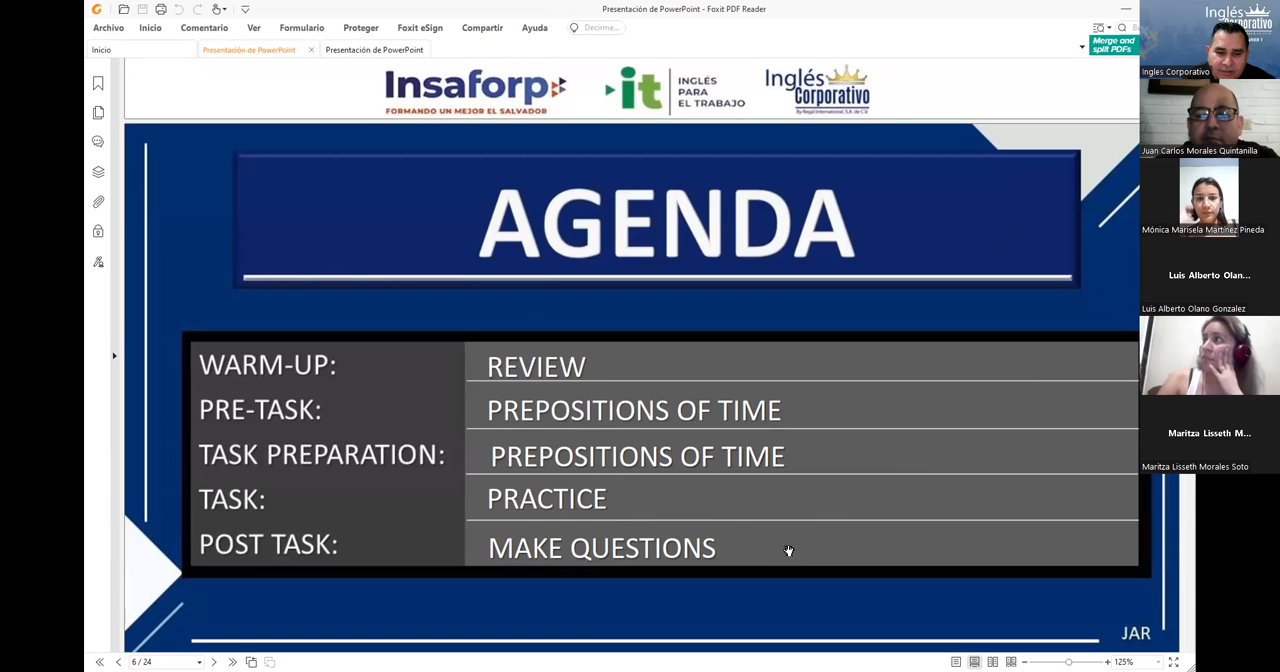 Presentación de PowerPoint - Foxit PDF Reader
Archivo Inicio Comentario Ver Formulario Proteger Foxit eSign Compartir Ayuda Decirme...
Inicio Presentación de PowerPoint Presentación de PowerPoint
Merge and
split PDFs
Insaforp
FORMANDO UN MEJOR EL SALVADOR
it
INGLÉS
PARA
EL TRABAJO
Inglés
Corporativo
By Regal International, S.A. de C.V.
AGENDA
WARM-UP: REVIEW
PRE-TASK: PREPOSITIONS OF TIME
TASK PREPARATION: PREPOSITIONS OF TIME
TASK: PRACTICE
POST TASK: MAKE QUESTIONS
JAR
6 / 24
125%
Inglés
Corporativo
Ingles Corporativo
Juan Carlos Morales Quintanilla
Mónica Marisela Martínez Pineda
Luis Alberto Olan...
Luis Alberto Olano Gonzalez
Maritza Lisseth M...
Maritza Lisseth Morales Soto